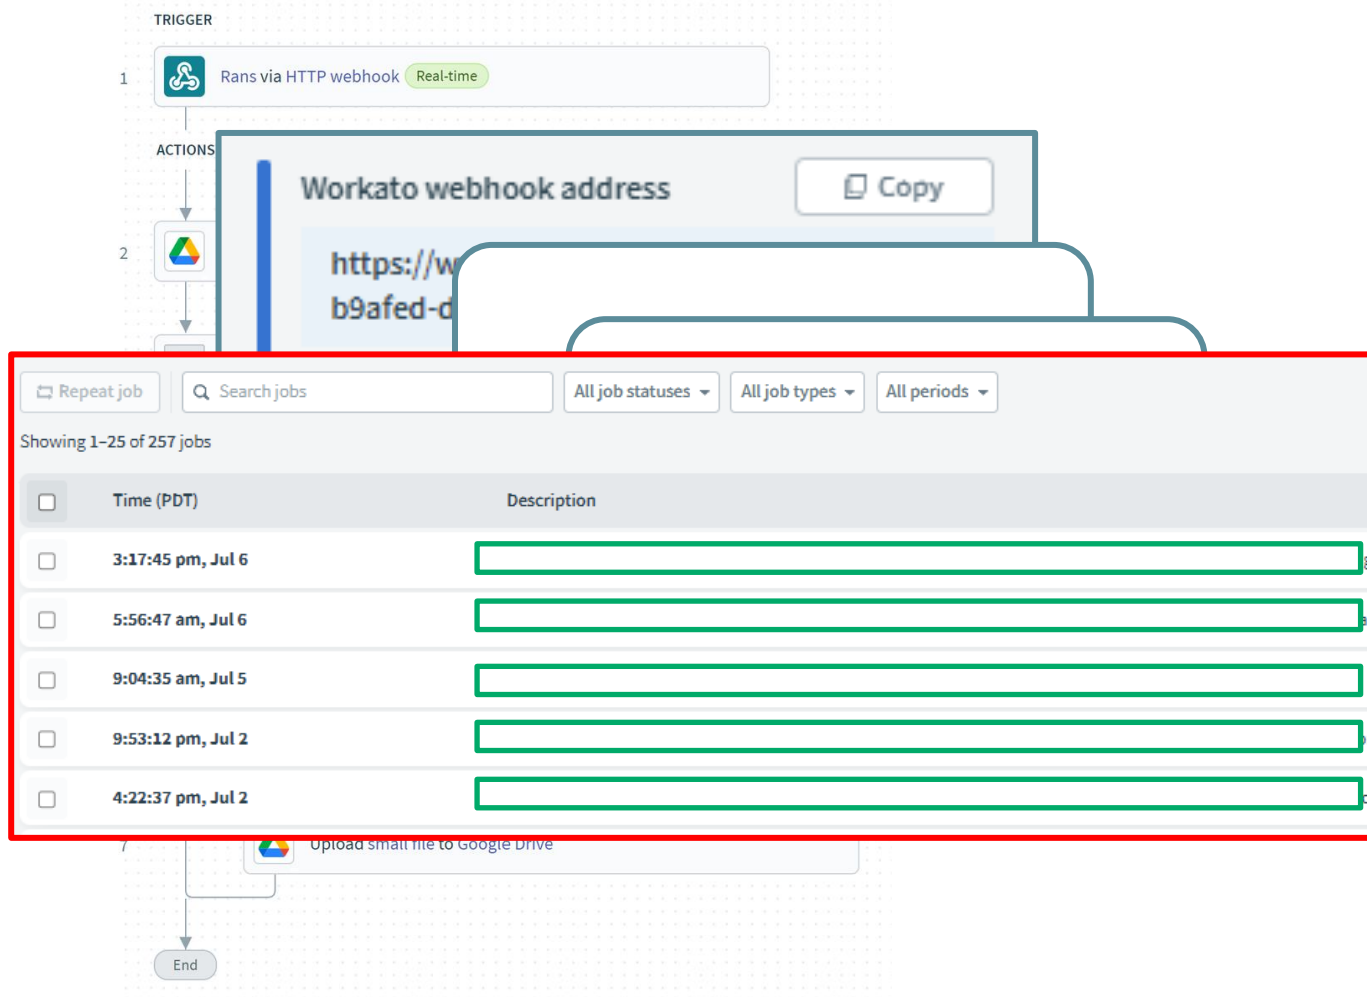 TRIGGER
1
Rans via HTTP webhook Real-time
ACTIONS
2
Workato webhook address
Copy
https://w
b9afed-d
Repeat job
Search jobs
All job statuses
All job types
All periods
Showing 1–25 of 257 jobs
Time (PDT)
Description
3:17:45 pm, Jul 6
5:56:47 am, Jul 6
9:04:35 am, Jul 5
9:53:12 pm, Jul 2
4:22:37 pm, Jul 2
7
Upload small file to Google Drive
End